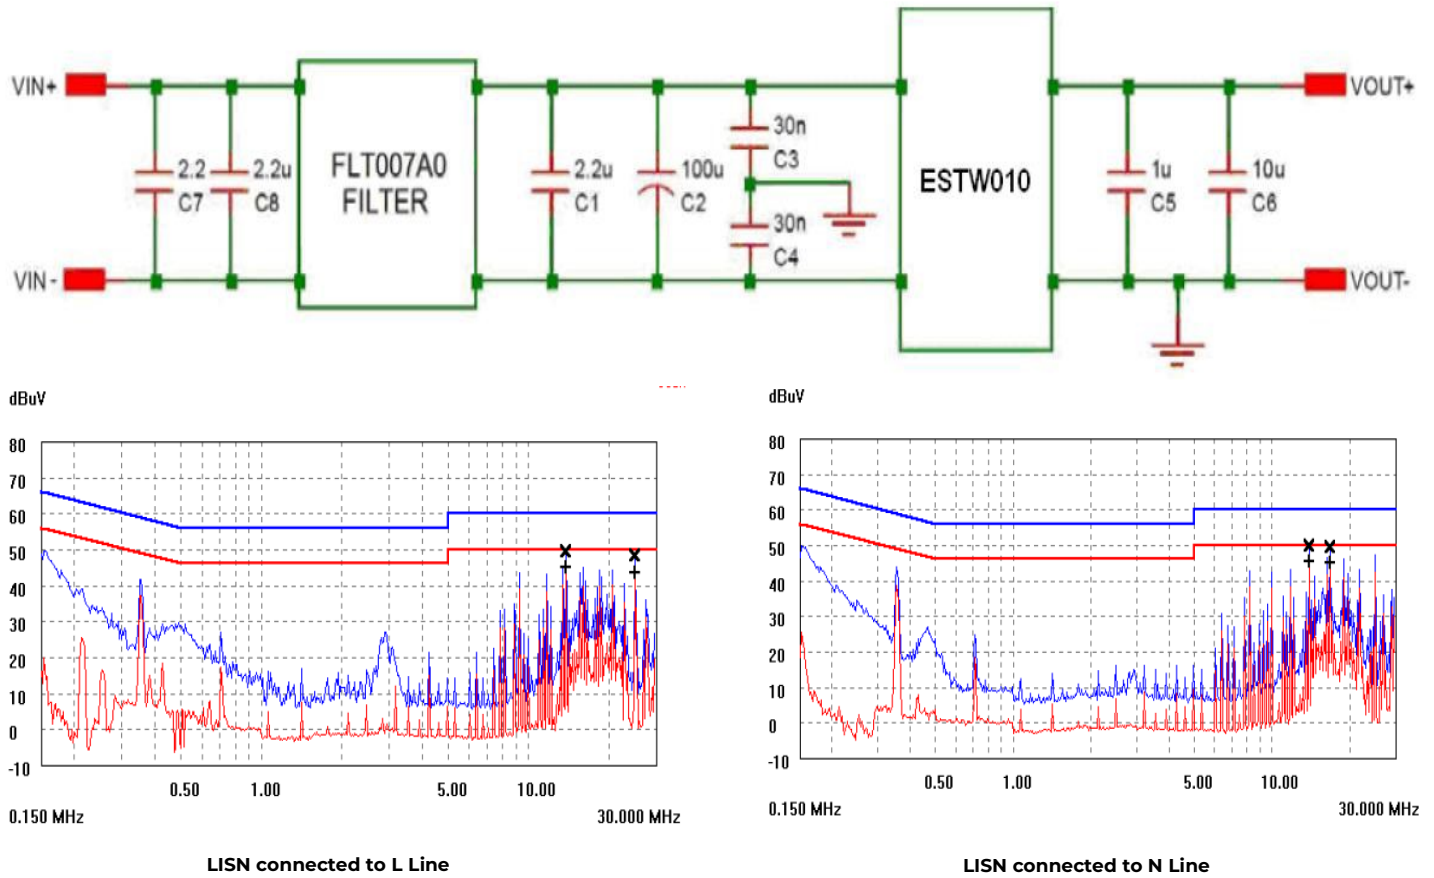 VIN+
VIN-
2.2
C7
2.2u
C8
FLT007A0
FILTER
2.2u
C1
100u
C2
30n
C3
30n
C4
ESTW010
1u
C5
10u
C6
VOUT+
VOUT-
dBuV
80
70
60
50
40
30
20
10
0
-10
0.50 1.00 5.00 10.00
0.150 MHz 30.000 MHz
LISN connected to L Line
dBuV
80
70
60
50
40
30
20
10
0
-10
0.50 1.00 5.00 10.00
0.150 MHz 30.000 MHz
LISN connected to N Line